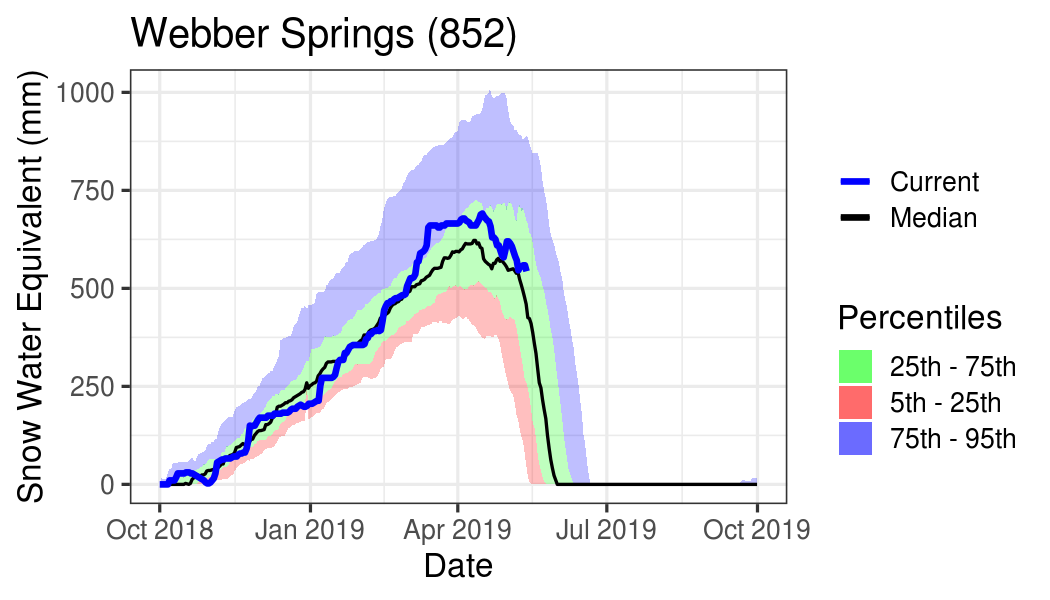 Webber Springs (852)
Snow Water Equivalent (mm)
1000
750
500
250
0
Oct 2018
Jan 2019
Apr 2019
Jul 2019
Oct 2019
Date
Current
Median
Percentiles
25th - 75th
5th - 25th
75th - 95th